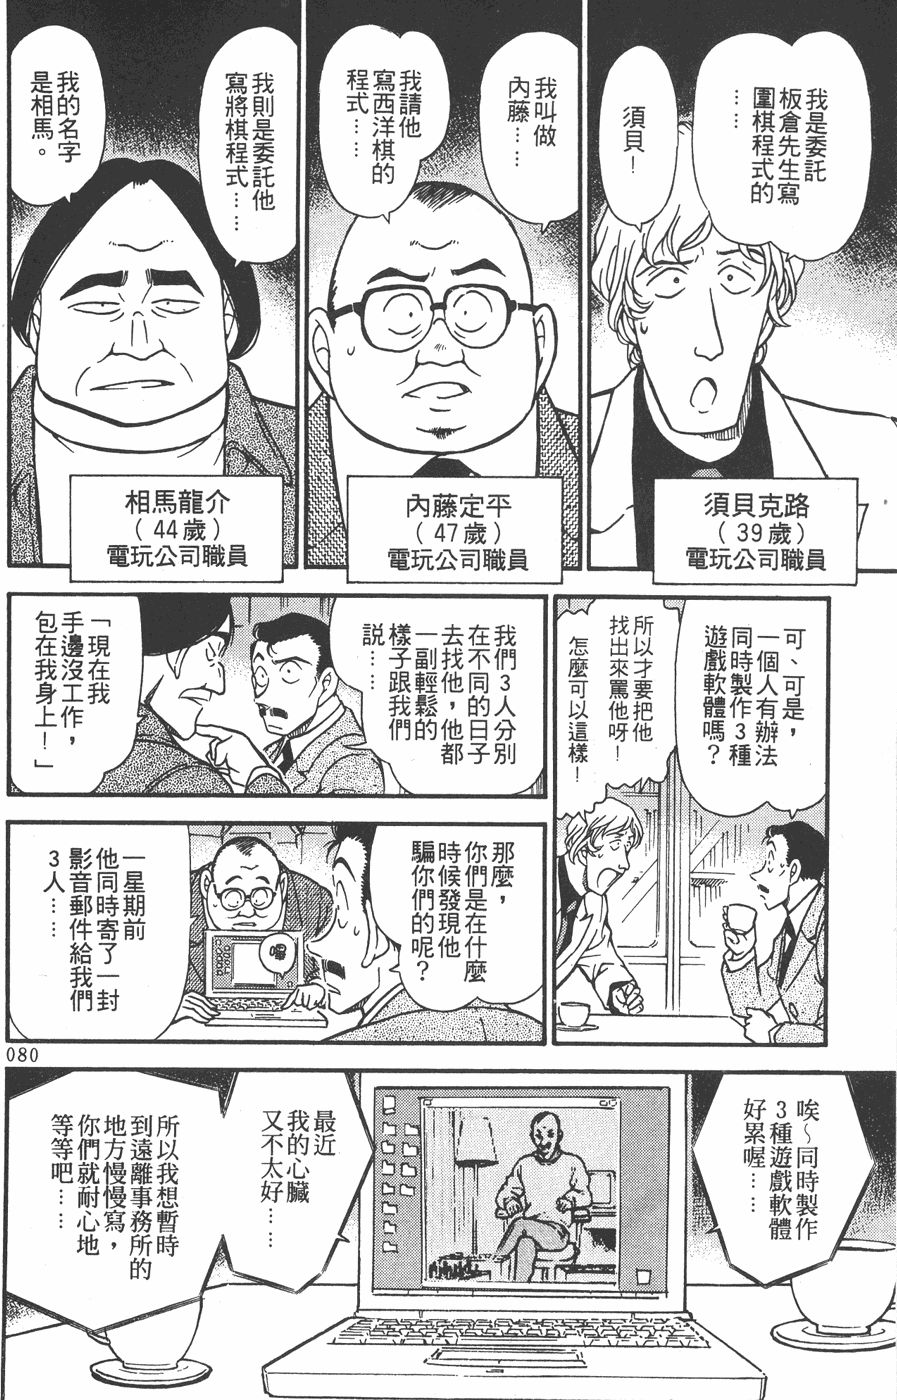 我是委託
板倉先生寫
圍棋程式的
……
須貝！
須貝克路
（39歲）
電玩公司職員
我叫做
內藤……
我請他
寫西洋棋的
程式……
內藤定平
（47歲）
電玩公司職員
我則是委託他
寫將棋程式……
我的名字
是相馬。
相馬龍介
（44歲）
電玩公司職員
可、可是，
一個人有辦法
同時製作3種
遊戲軟體嗎？
所以才要把他
找出來罵他呀！
怎麼可以這樣！
我們3人分別
在不同的日子
去找他，他都
一副輕鬆的
樣子跟我們
說……
「現在我
手邊沒工作，
包在我身上！」
那麼，
你們是在什麼
時候發現他
騙你們的呢？
一星期前
他同時寄了一封
影音郵件給我們
3人……
唉～同時製作
3種遊戲軟體
好累喔……
最近
我的心臟
又不太好……
所以我想暫時
到遠離事務所的
地方慢慢寫，
你們就耐心地
等等吧……
080